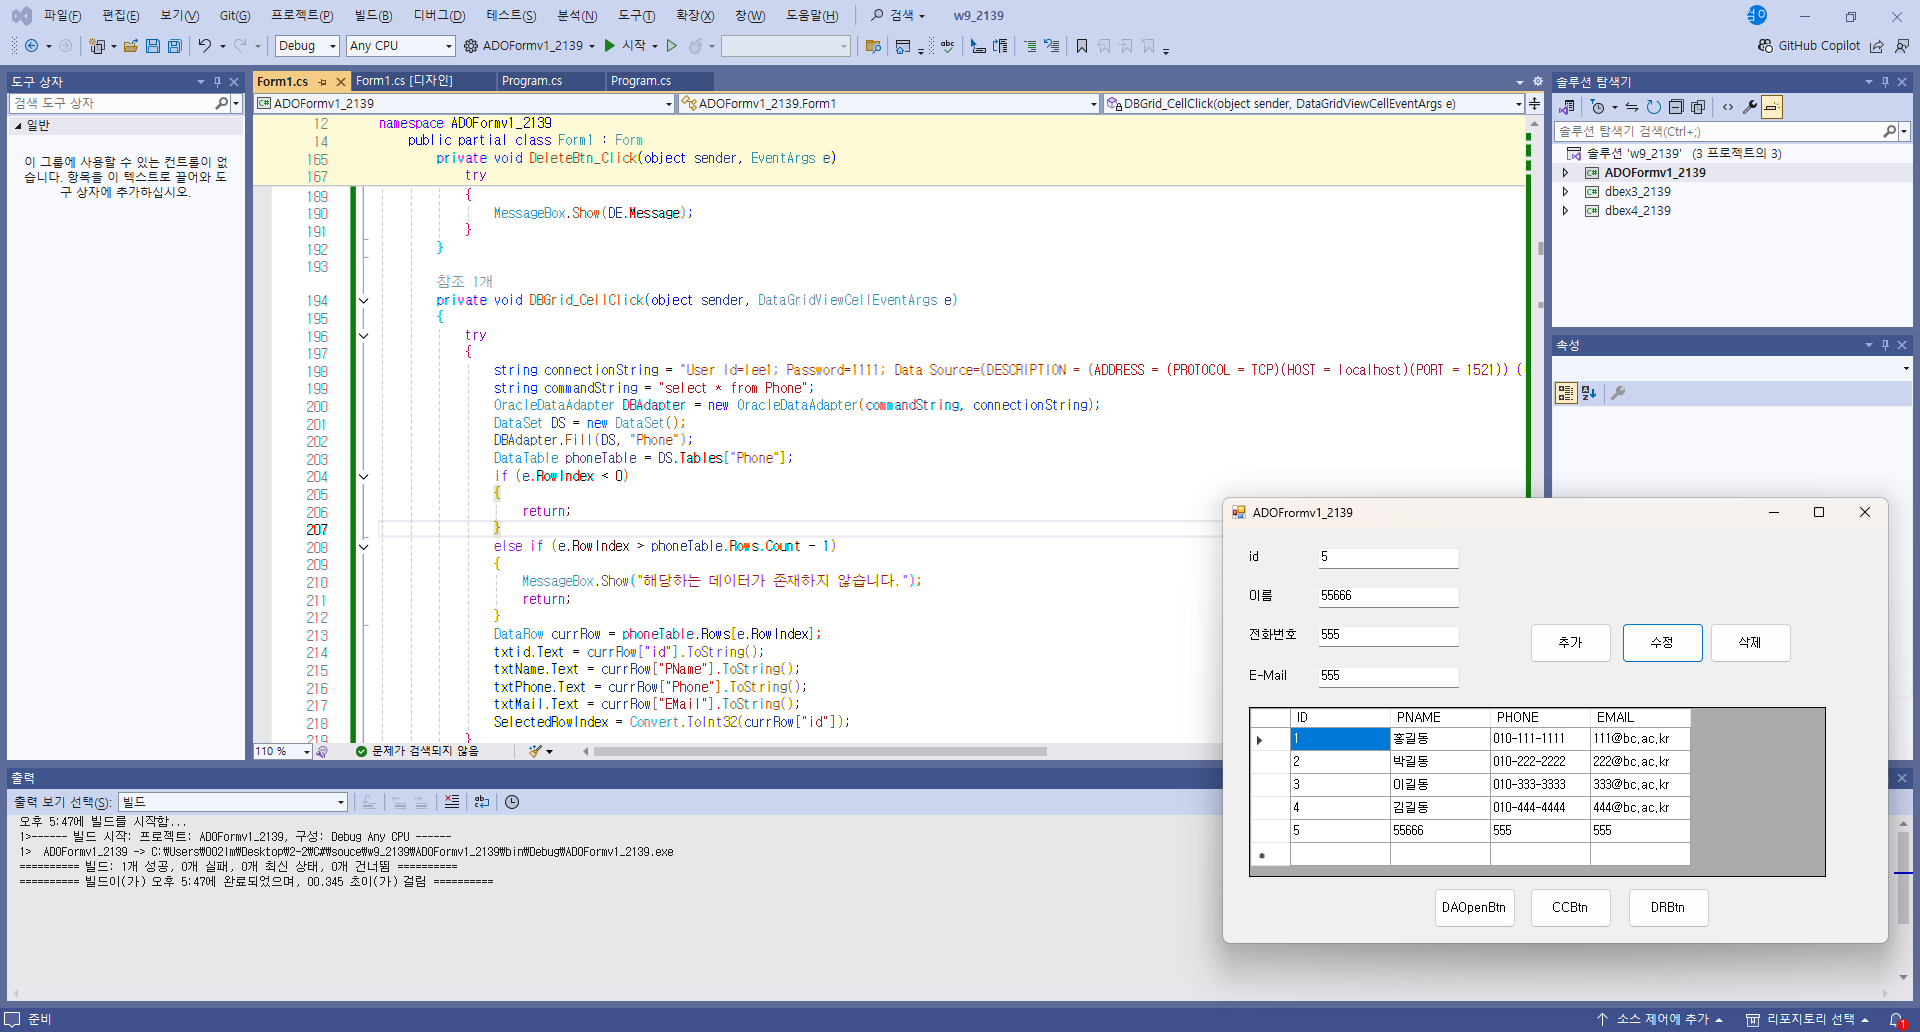 파일(F) 편집(E) 보기(V) Git(G) 프로젝트(P) 빌드(B) 디버그(D) 테스트(S) 분석(N) 도구(T) 확장(X) 창(W) 도움말(H) 검색 w9_2139
Debug Any CPU ADOFormv1_2139 시작 GitHub Copilot
도구 상자
검색 도구 상자
일반
이 그룹에 사용할 수 있는 컨트롤이 없
습니다. 항목을 이 텍스트로 끌어와 도
구 상자에 추가하십시오.
Form1.cs Form1.cs [디자인] Program.cs Program.cs
ADOFormv1_2139 ADOFormv1_2139.Form1 DBGrid_CellClick(object sender, DataGridViewCellEventArgs e)
12 namespace ADOFormv1_2139
14 public partial class Form1 : Form
165 private void DeleteBtn_Click(object sender, EventArgs e)
167 try
189 {
190 MessageBox.Show(DE.Message);
191 }
192 }
193
참조 1개
194 private void DBGrid_CellClick(object sender, DataGridViewCellEventArgs e)
195 {
196 try
197 {
198 string connectionString = "User Id=lee1; Password=1111; Data Source=(DESCRIPTION = (ADDRESS = (PROTOCOL = TCP)(HOST = localhost)(PORT = 1521)) (
199 string commandString = "select * from Phone";
200 OracleDataAdapter DBAdapter = new OracleDataAdapter(commandString, connectionString);
201 DataSet DS = new DataSet();
202 DBAdapter.Fill(DS, "Phone");
203 DataTable phoneTable = DS.Tables["Phone"];
204 if (e.RowIndex < 0)
205 {
206 return;
207 }
208 else if (e.RowIndex > phoneTable.Rows.Count - 1)
209 {
210 MessageBox.Show("해당하는 데이터가 존재하지 않습니다.");
211 return;
212 }
213 DataRow currRow = phoneTable.Rows[e.RowIndex];
214 txtid.Text = currRow["id"].ToString();
215 txtName.Text = currRow["PName"].ToString();
216 txtPhone.Text = currRow["Phone"].ToString();
217 txtMail.Text = currRow["EMail"].ToString();
218 SelectedRowIndex = Convert.ToInt32(currRow["id"]);
219 }
110 % 문제가 검색되지 않음
솔루션 탐색기
솔루션 탐색기 검색(Ctrl+;)
솔루션 'w9_2139' (3 프로젝트의 3)
ADOFormv1_2139
dbex3_2139
dbex4_2139
속성
ADOFrormv1_2139
id 5
이름 55666
전화번호 555
E-Mail 555
추가 수정 삭제
ID PNAME PHONE EMAIL
1 홍길동 010-111-1111 111@bc.ac.kr
2 박길동 010-222-2222 222@bc.ac.kr
3 이길동 010-333-3333 333@bc.ac.kr
4 김길동 010-444-4444 444@bc.ac.kr
5 55666 555 555
DAOpenBtn CCBtn DRBtn
출력
출력 보기 선택(S): 빌드
오후 5:47에 빌드를 시작함...
1>------ 빌드 시작: 프로젝트: ADOFormv1_2139, 구성: Debug Any CPU ------
1> ADOFormv1_2139 -> C:\Users\002lm\Desktop\2-2\C#\souce\w9_2139\ADOFormv1_2139\bin\Debug\ADOFormv1_2139.exe
========== 빌드: 1개 성공, 0개 실패, 0개 최신 상태, 0개 건너뜀 ==========
========== 빌드이(가) 오후 5:47에 완료되었으며, 00.345 초이(가) 걸림 ==========
준비 소스 제어에 추가 리포지토리 선택 1